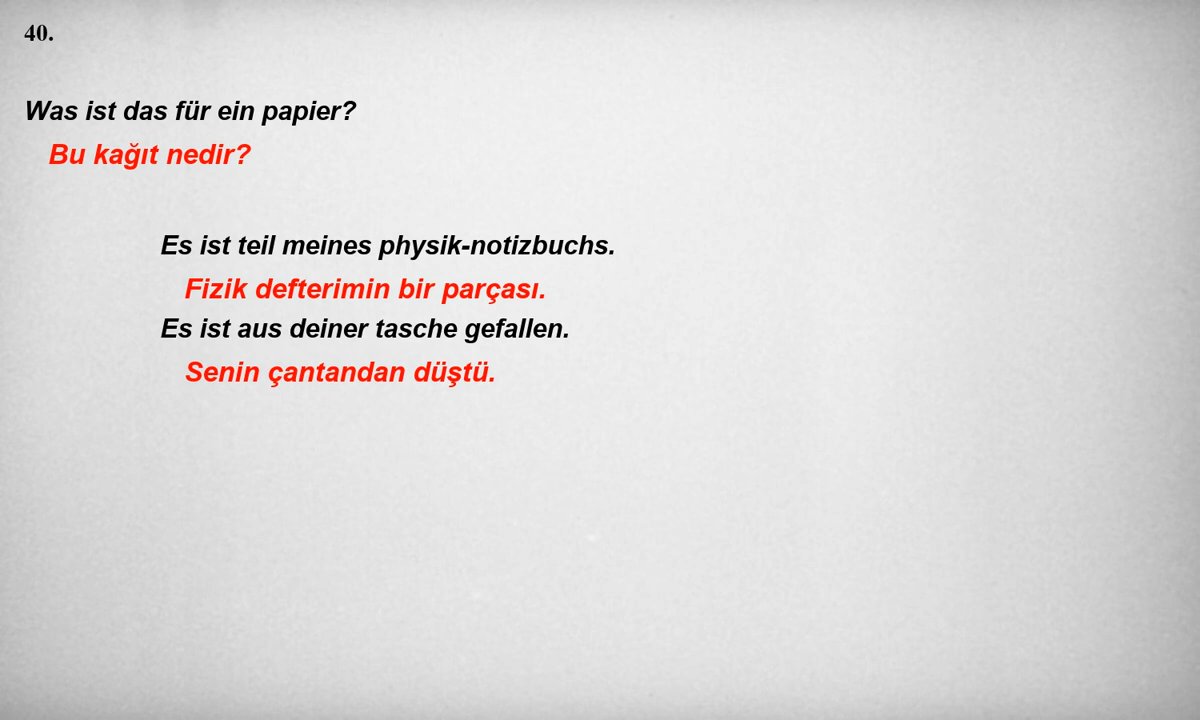 40.
Was ist das für ein papier?
Bu kağıt nedir?
Es ist teil meines physik-notizbuchs.
Fizik defterimin bir parçası.
Es ist aus deiner tasche gefallen.
Senin çantandan düştü.